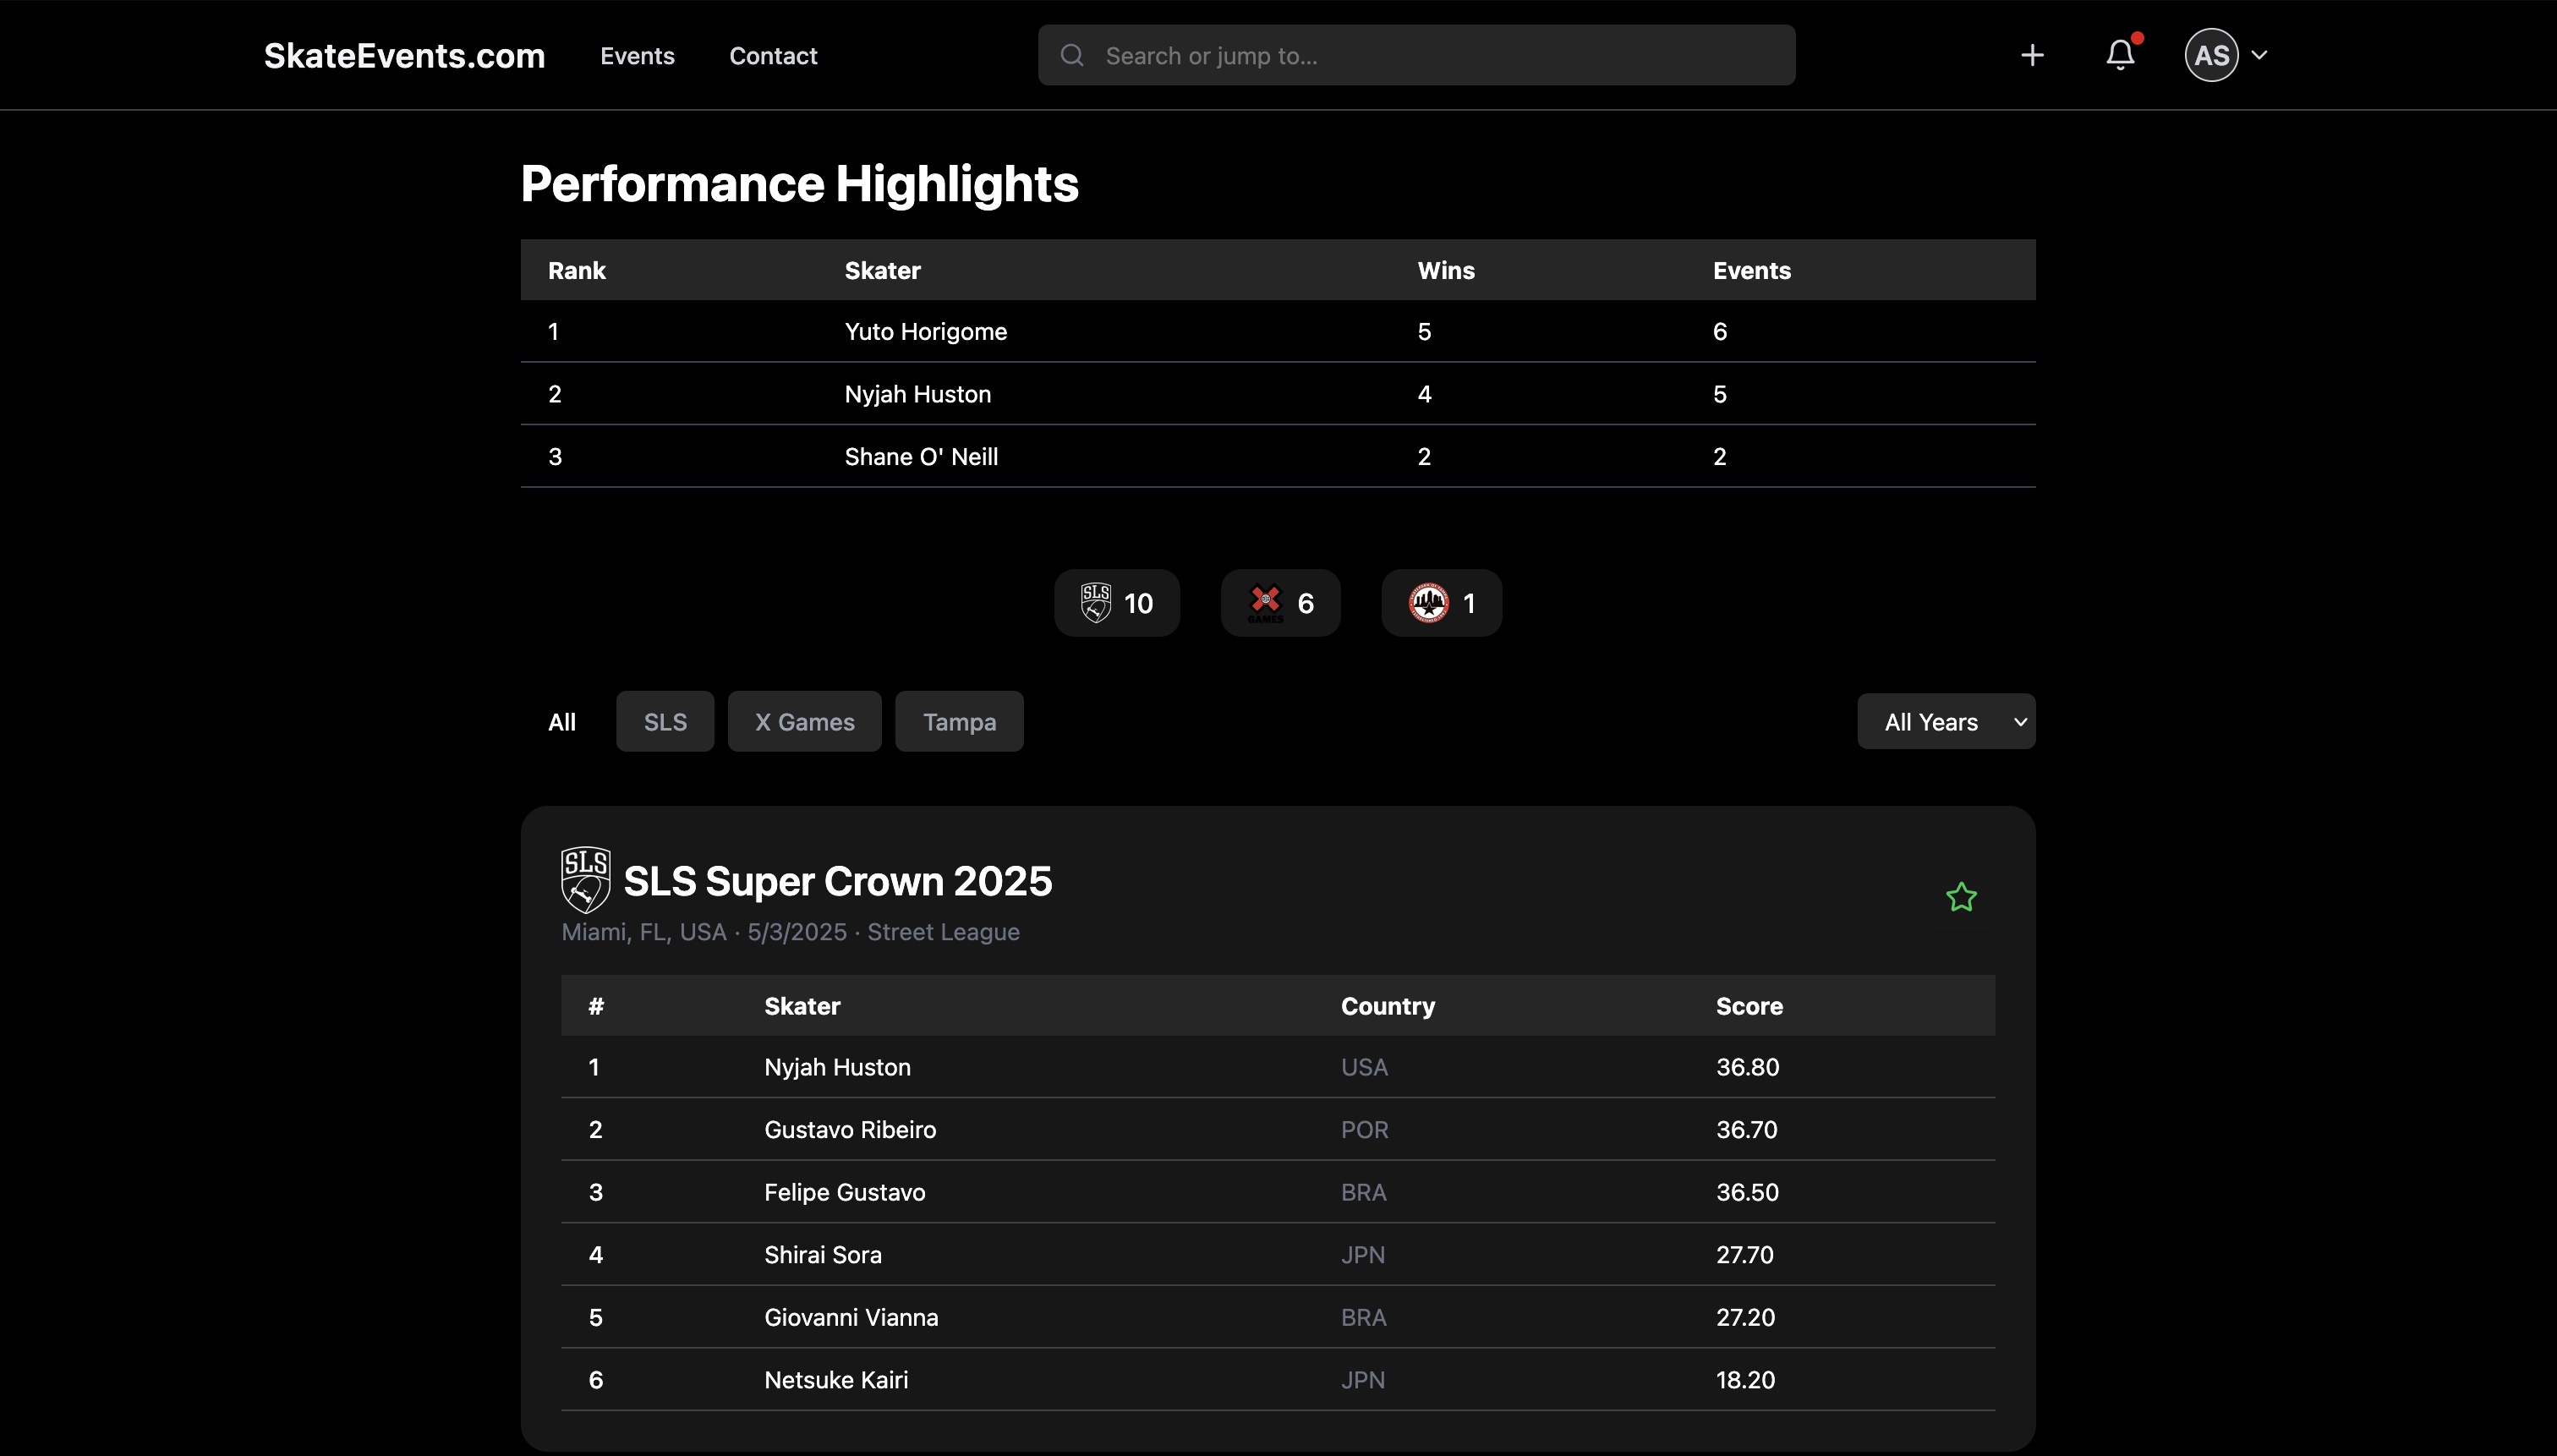 SkateEvents.com Events Contact Search or jump to... AS
Performance Highlights
Rank Skater Wins Events
1 Yuto Horigome 5 6
2 Nyjah Huston 4 5
3 Shane O' Neill 2 2
SLS 10 GAMES 6 1
All SLS X Games Tampa All Years
SLS SLS Super Crown 2025
Miami, FL, USA · 5/3/2025 · Street League
# Skater Country Score
1 Nyjah Huston USA 36.80
2 Gustavo Ribeiro POR 36.70
3 Felipe Gustavo BRA 36.50
4 Shirai Sora JPN 27.70
5 Giovanni Vianna BRA 27.20
6 Netsuke Kairi JPN 18.20